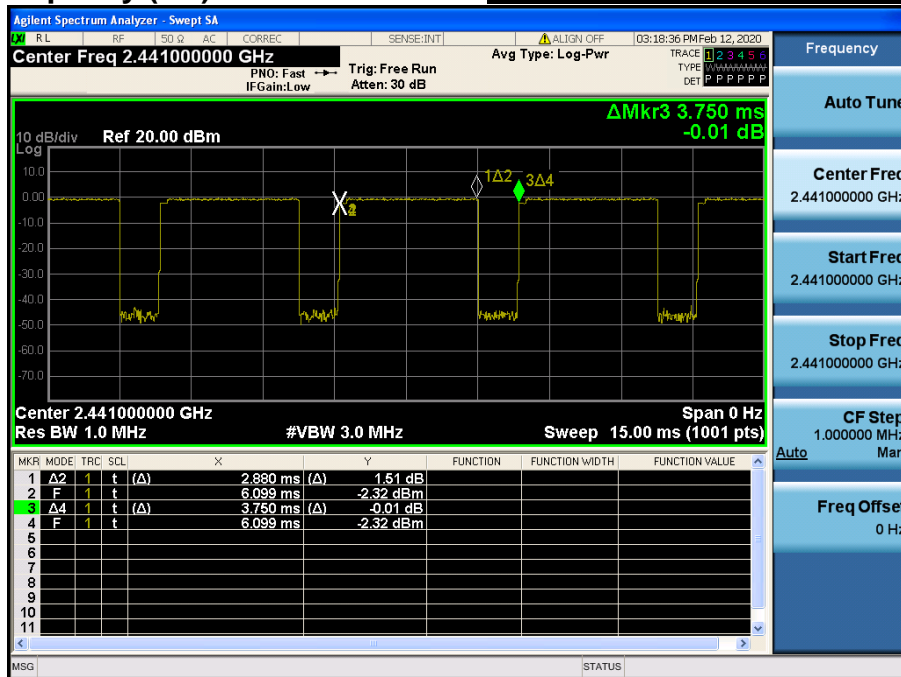 Agilent Spectrum Analyzer - Swept SA
LXI RL RF 50 Ω AC CORREC SENSE:INT ALIGN OFF 03:18:36 PM Feb 12, 2020
Center Freq 2.441000000 GHz Avg Type: Log-Pwr TRACE 1 2 3 4 5 6
PNO: Fast Trig: Free Run TYPE
IFGain:Low Atten: 30 dB DET P P P P P P
ΔMkr3 3.750 ms
10 dB/div Ref 20.00 dBm -0.01 dB
Log
10.0
0.00
-10.0
-20.0
-30.0
-40.0
-50.0
-60.0
-70.0
1Δ2 3Δ4
Center 2.441000000 GHz Span 0 Hz
Res BW 1.0 MHz #VBW 3.0 MHz Sweep 15.00 ms (1001 pts)
MKR MODE TRC SCL X Y FUNCTION FUNCTION WIDTH FUNCTION VALUE
1 Δ2 1 t (Δ) 2.880 ms (Δ) 1.51 dB
2 F 1 t 6.099 ms -2.32 dBm
3 Δ4 1 t (Δ) 3.750 ms (Δ) -0.01 dB
4 F 1 t 6.099 ms -2.32 dBm
5
6
7
8
9
10
11
MSG STATUS
Frequency
Auto Tune
Center Freq
2.441000000 GHz
Start Freq
2.441000000 GHz
Stop Freq
2.441000000 GHz
CF Step
1.000000 MHz
Auto Man
Freq Offset
0 Hz